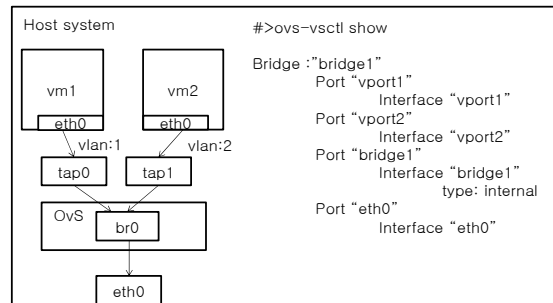 Host system
vm1
vm2
eth0
eth0
vlan:1
vlan:2
tap0
tap1
OvS
br0
eth0
#>ovs-vsctl show
Bridge :"bridge1"
Port “vport1”
Interface “vport1”
Port “vport2”
Interface “vport2”
Port “bridge1”
Interface “bridge1”
type: internal
Port “eth0”
Interface “eth0”